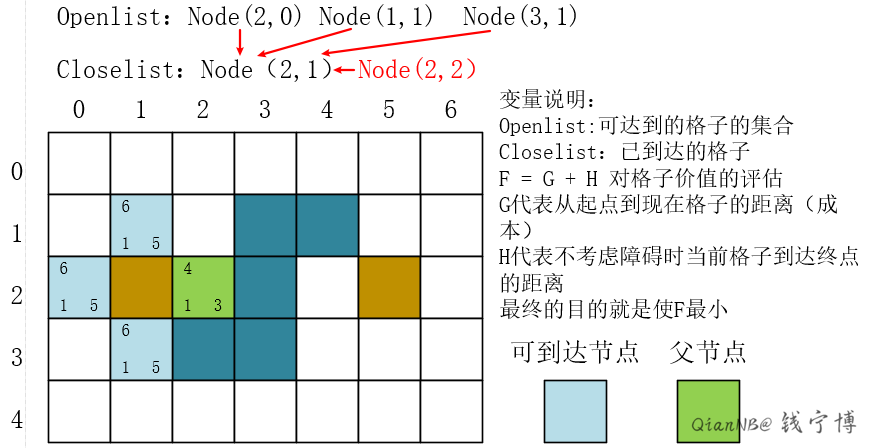 Openlist：Node(2,0) Node(1,1) Node(3,1)
Closelist：Node（2,1）Node(2,2）
0 1 2 3 4 5 6
0
1
2
3
4
6
1 5
6
1 5
4
1 3
6
1 5
变量说明：
Openlist:可达到的格子的集合
Closelist：已到达的格子
F = G + H 对格子价值的评估
G代表从起点到现在格子的距离（成
本）
H代表不考虑障碍时当前格子到达终点
的距离
最终的目的就是使F最小
可到达节点 父节点
QianNB@ 钱宁博